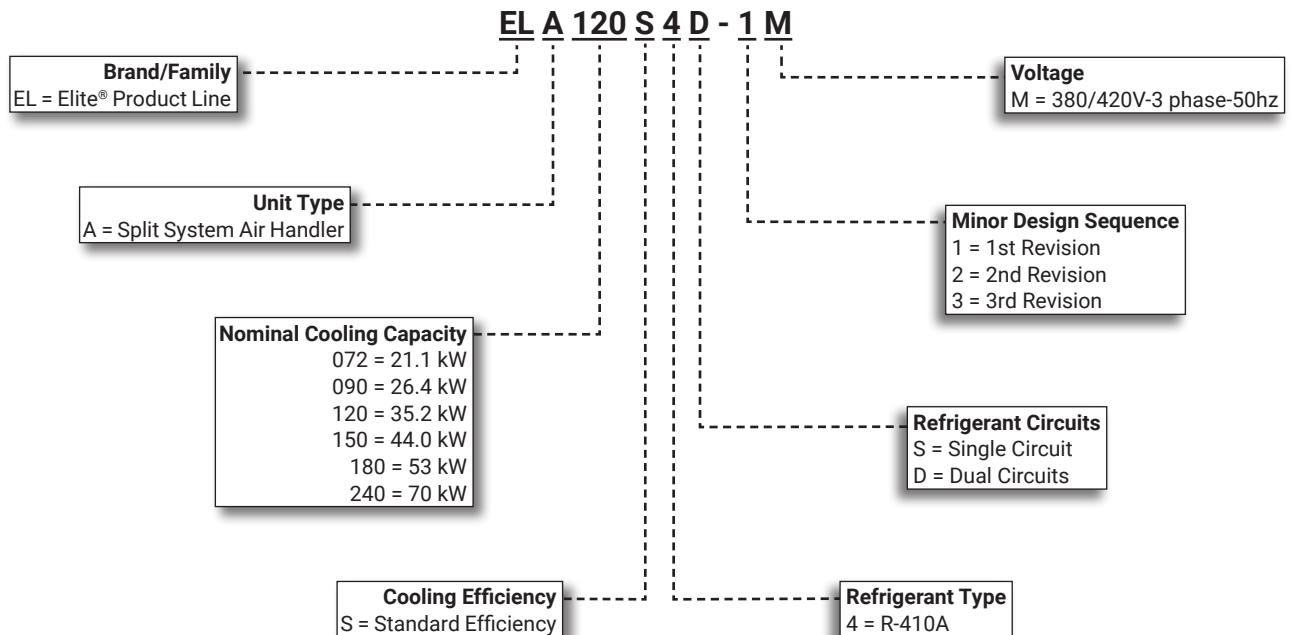 EL A 120 S 4 D - 1 M
Brand/Family
EL = Elite® Product Line
Voltage
M = 380/420V-3 phase-50hz
Unit Type
A = Split System Air Handler
Minor Design Sequence
1 = 1st Revision
2 = 2nd Revision
3 = 3rd Revision
Nominal Cooling Capacity
072 = 21.1 kW
090 = 26.4 kW
120 = 35.2 kW
150 = 44.0 kW
180 = 53 kW
240 = 70 kW
Refrigerant Circuits
S = Single Circuit
D = Dual Circuits
Cooling Efficiency
S = Standard Efficiency
Refrigerant Type
4 = R-410A